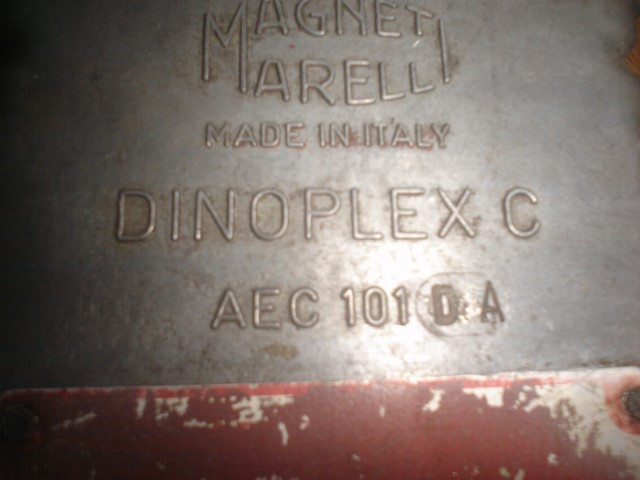 MAGNETI
MARELLI
MADE IN ITALY
DINOPLEX C
AEC 101 D A